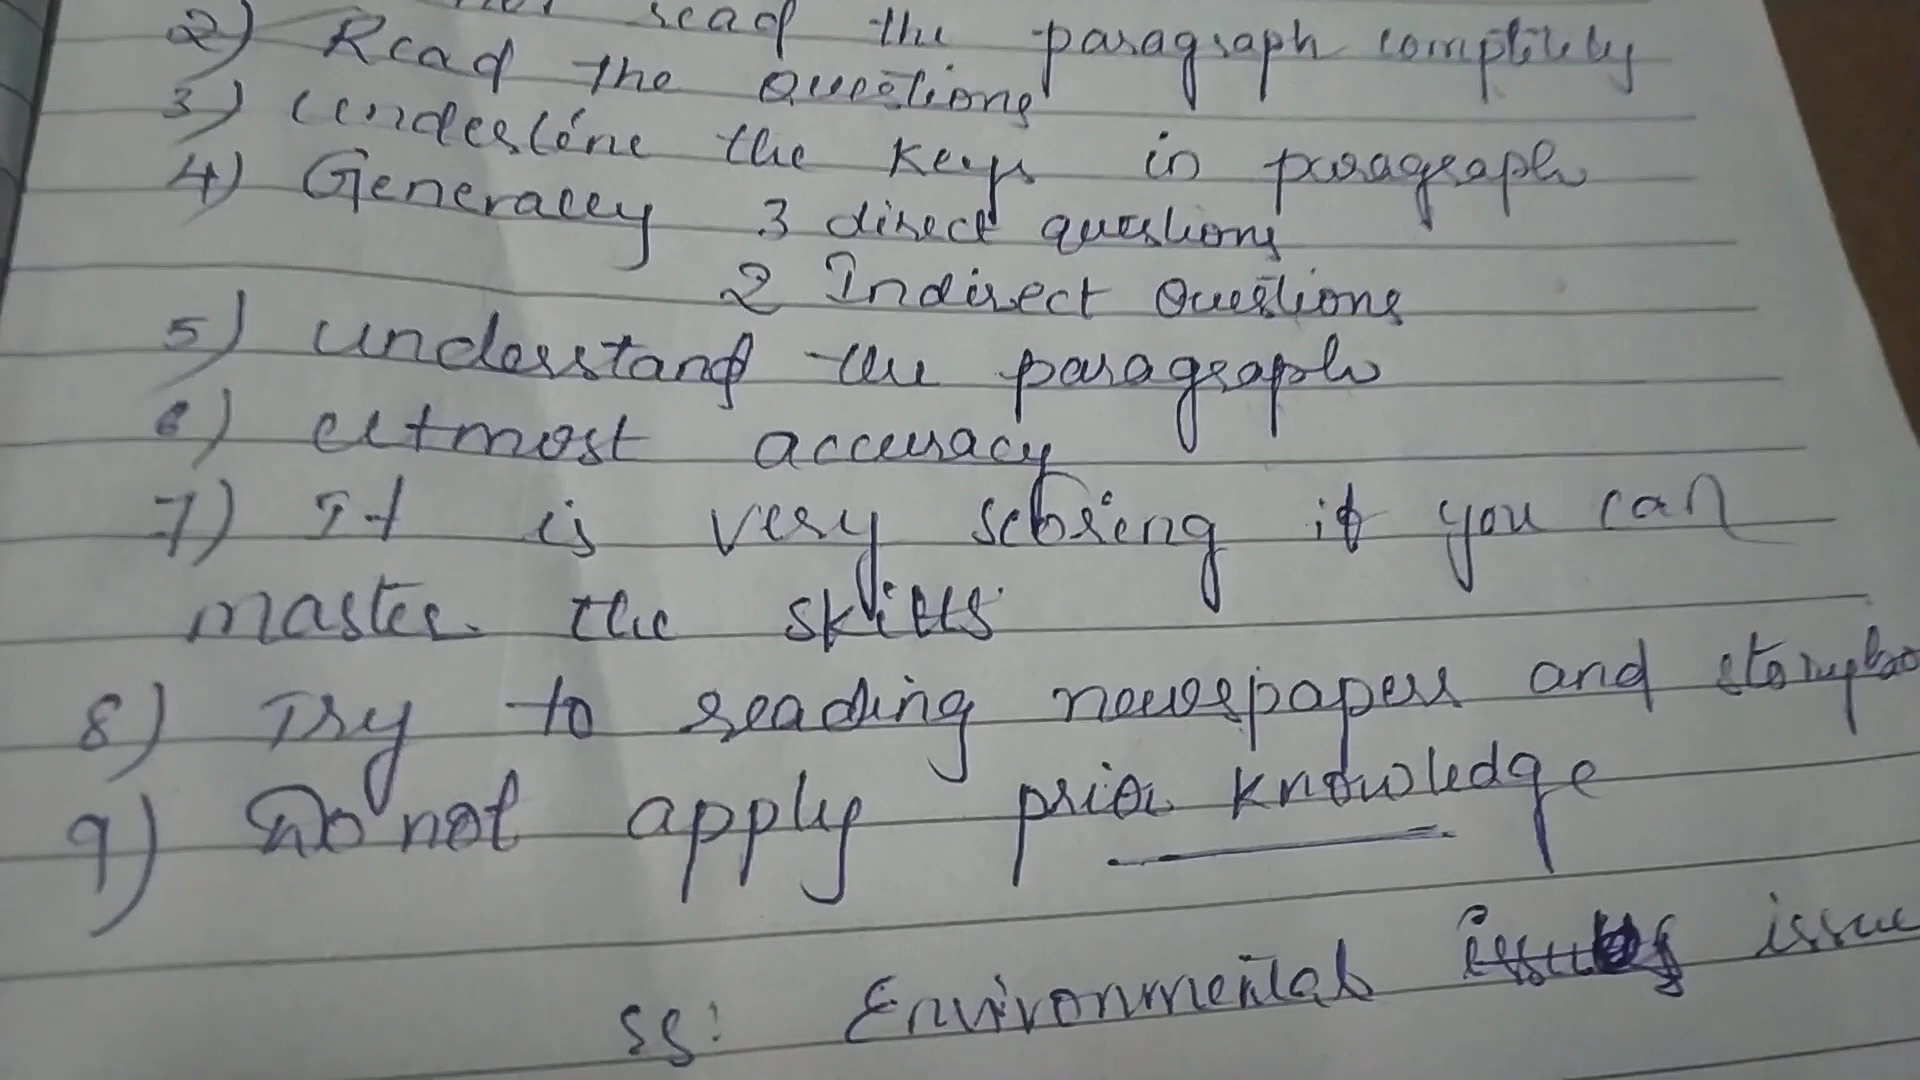 read the paragraph completely
2) Read the Questions
3) Underline the keys in paragraph
4) Generally 3 direct questions
2 Indirect Questions
5) understand the paragraph
6) utmost accuracy
7) It is very scoring if you can
master the skills
8) Try to reading newspapers and
9) Do not apply prior knowledge
SS: Environmental issue